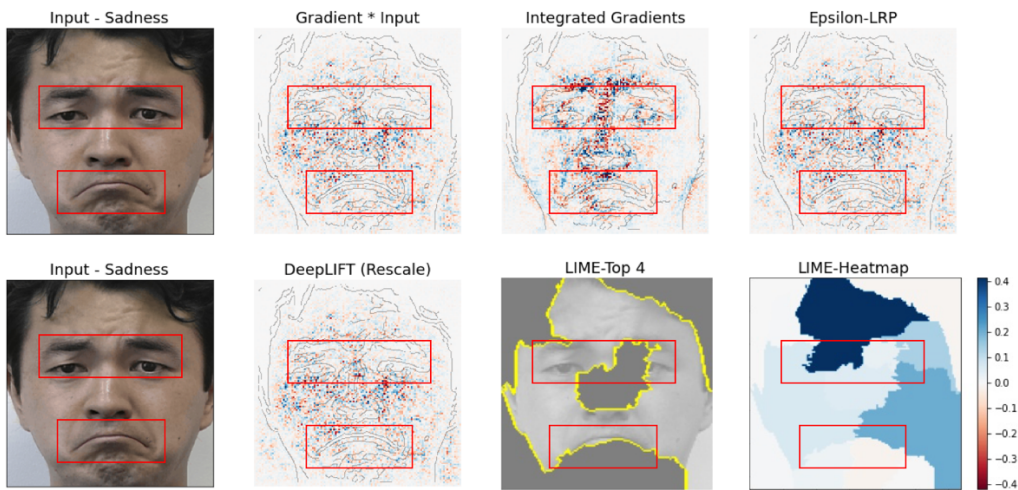 Input - Sadness
Gradient * Input
Integrated Gradients
Epsilon-LRP
Input - Sadness
DeepLIFT (Rescale)
LIME-Top 4
LIME-Heatmap
0.4
0.3
0.2
0.1
0.0
−0.1
−0.2
−0.3
−0.4